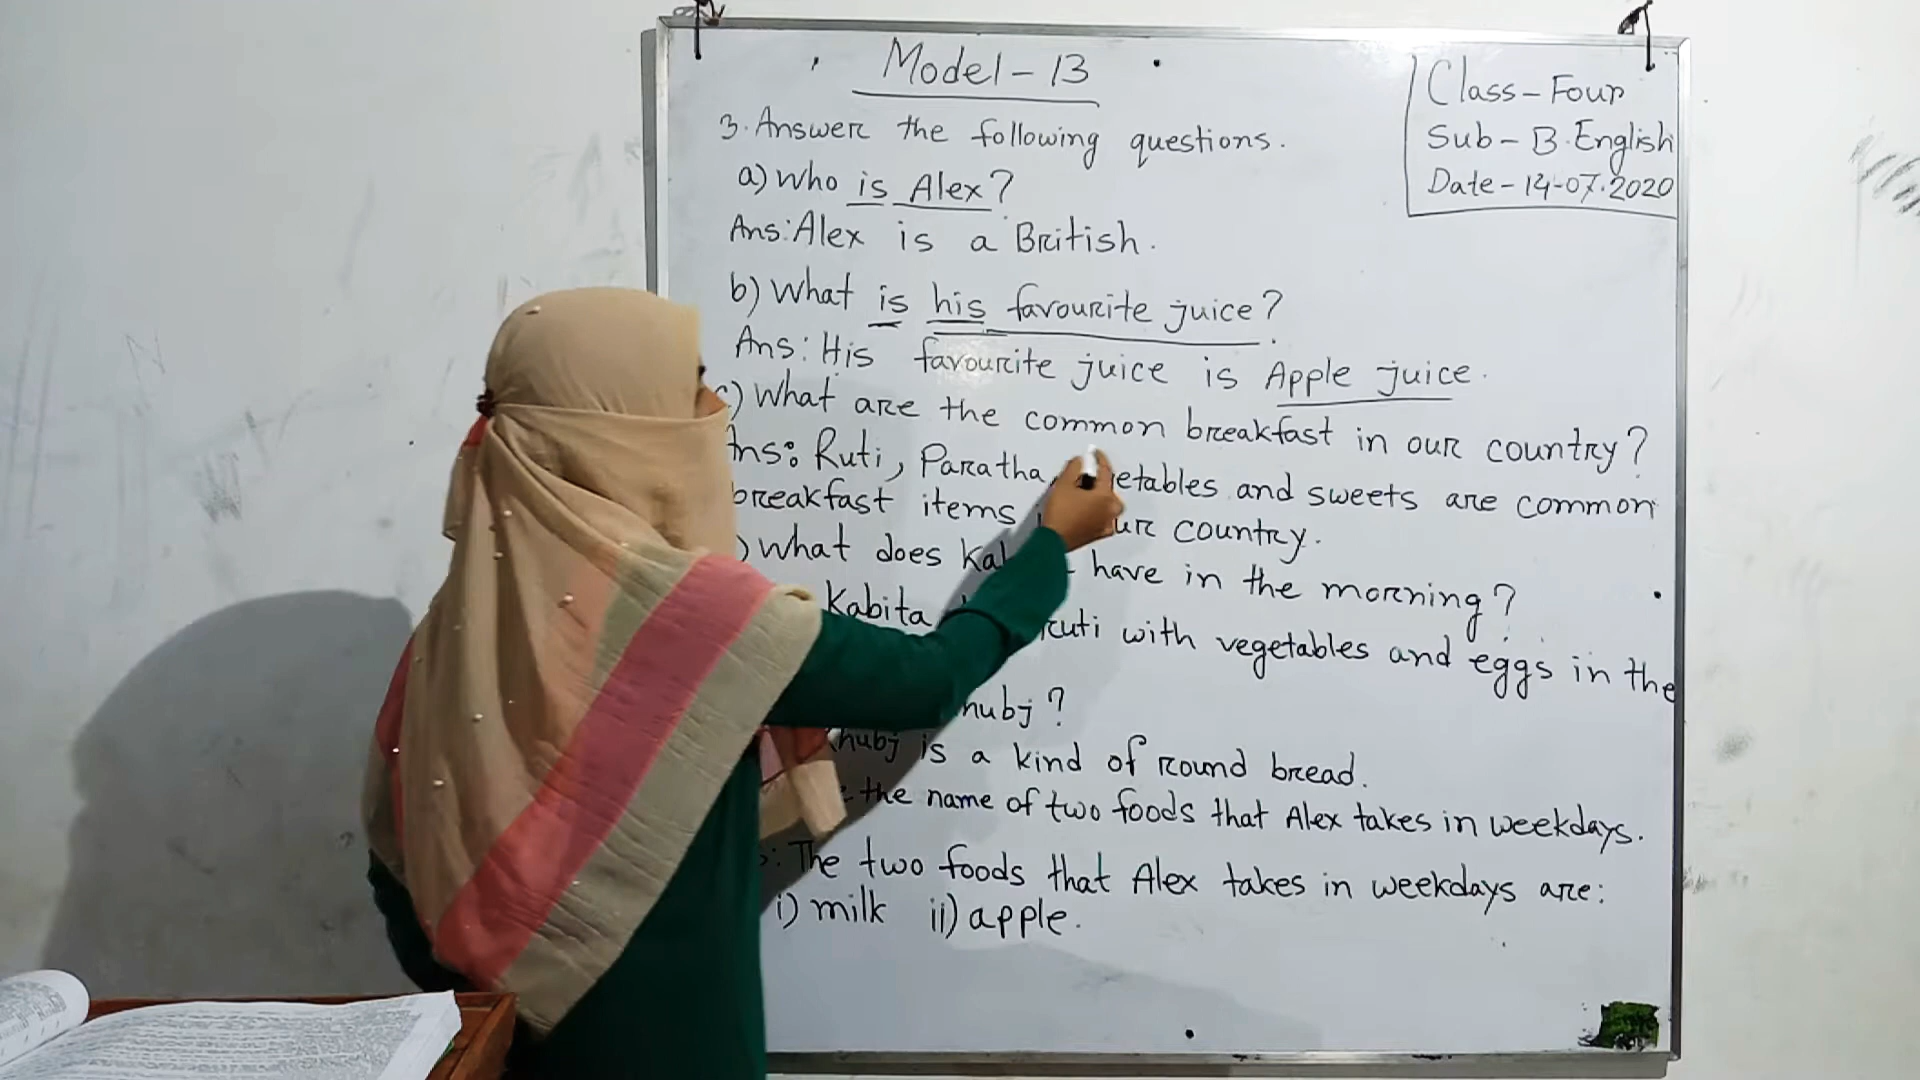 Model-13
Class-Four
Sub-B.English
Date-14-07.2020
3.Answer the following questions.
a) Who is Alex?
Ans:Alex is a British.
b) What is his favourite juice?
Ans: His favourite juice is Apple juice.
c) What are the common breakfast in our country?
Ans: Ruti, Paratha, and sweets are common
breakfast items country.
What does have in the morning?
Kabita ruti with vegetables and eggs in the
is a kind of round bread.
the name of two foods that Alex takes in weekdays.
The two foods that Alex takes in weekdays are:
i) milk ii) apple.